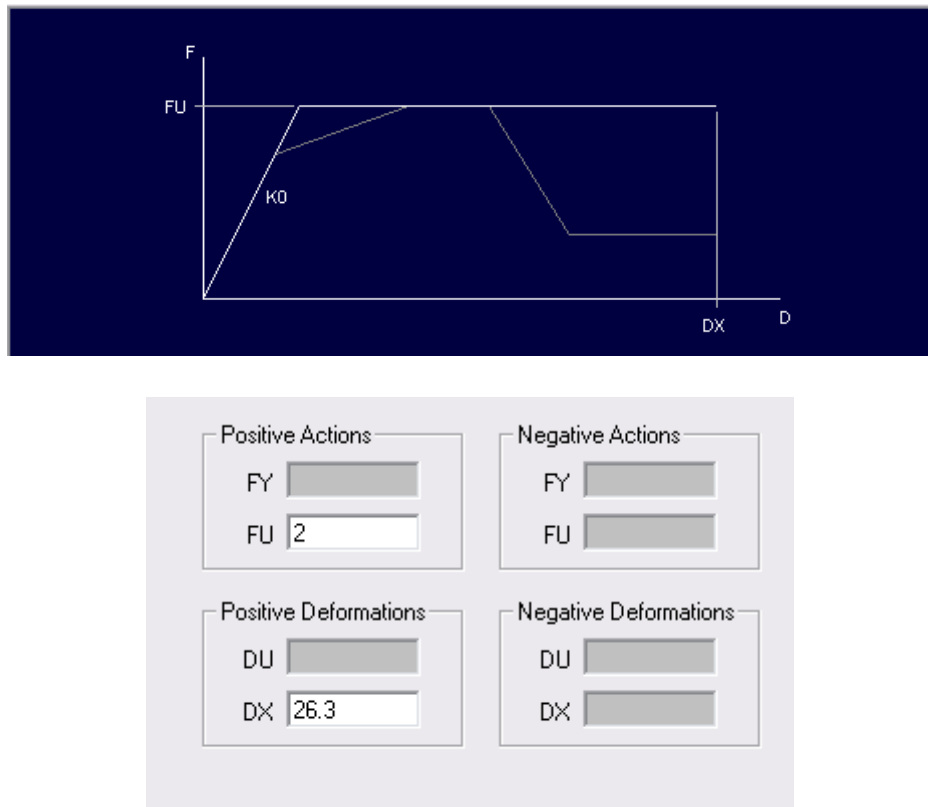 F
FU
K0
DX
D
Positive Actions
FY
FU 2
Negative Actions
FY
FU
Positive Deformations
DU
DX 26.3
Negative Deformations
DU
DX